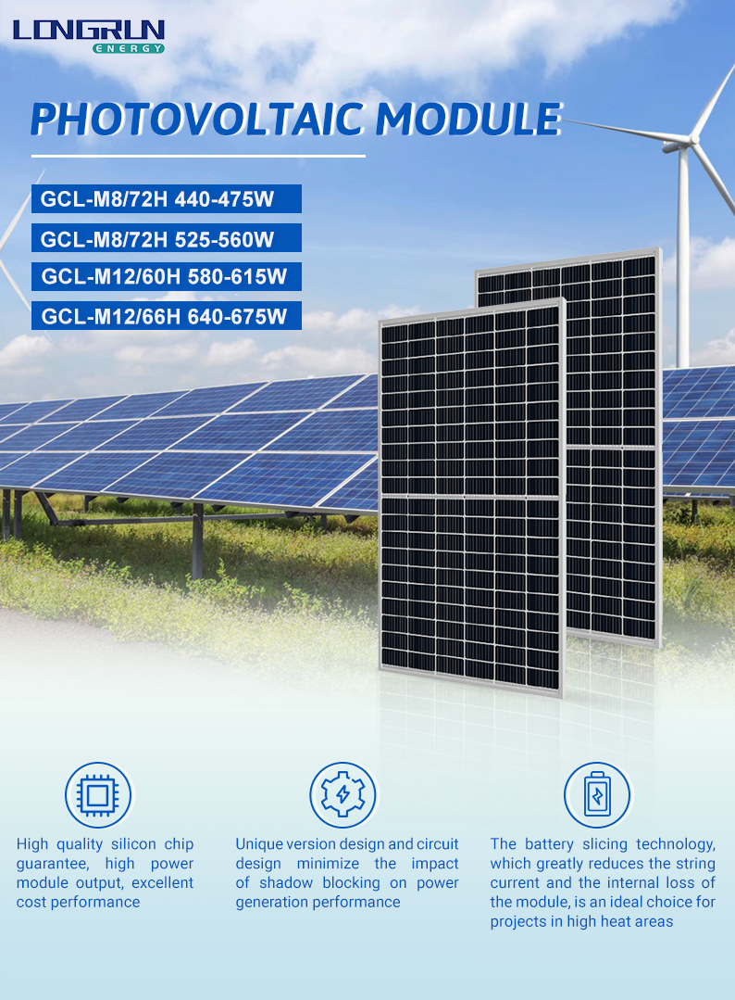 LONGRUN
ENERGY
PHOTOVOLTAIC MODULE
GCL-M8/72H 440-475W
GCL-M8/72H 525-560W
GCL-M12/60H 580-615W
GCL-M12/66H 640-675W
High quality silicon chip
guarantee, high power
module output, excellent
cost performance
Unique version design and circuit
design minimize the impact
of shadow blocking on power
generation performance
The battery slicing technology,
which greatly reduces the string
current and the internal loss of
the module, is an ideal choice for
projects in high heat areas